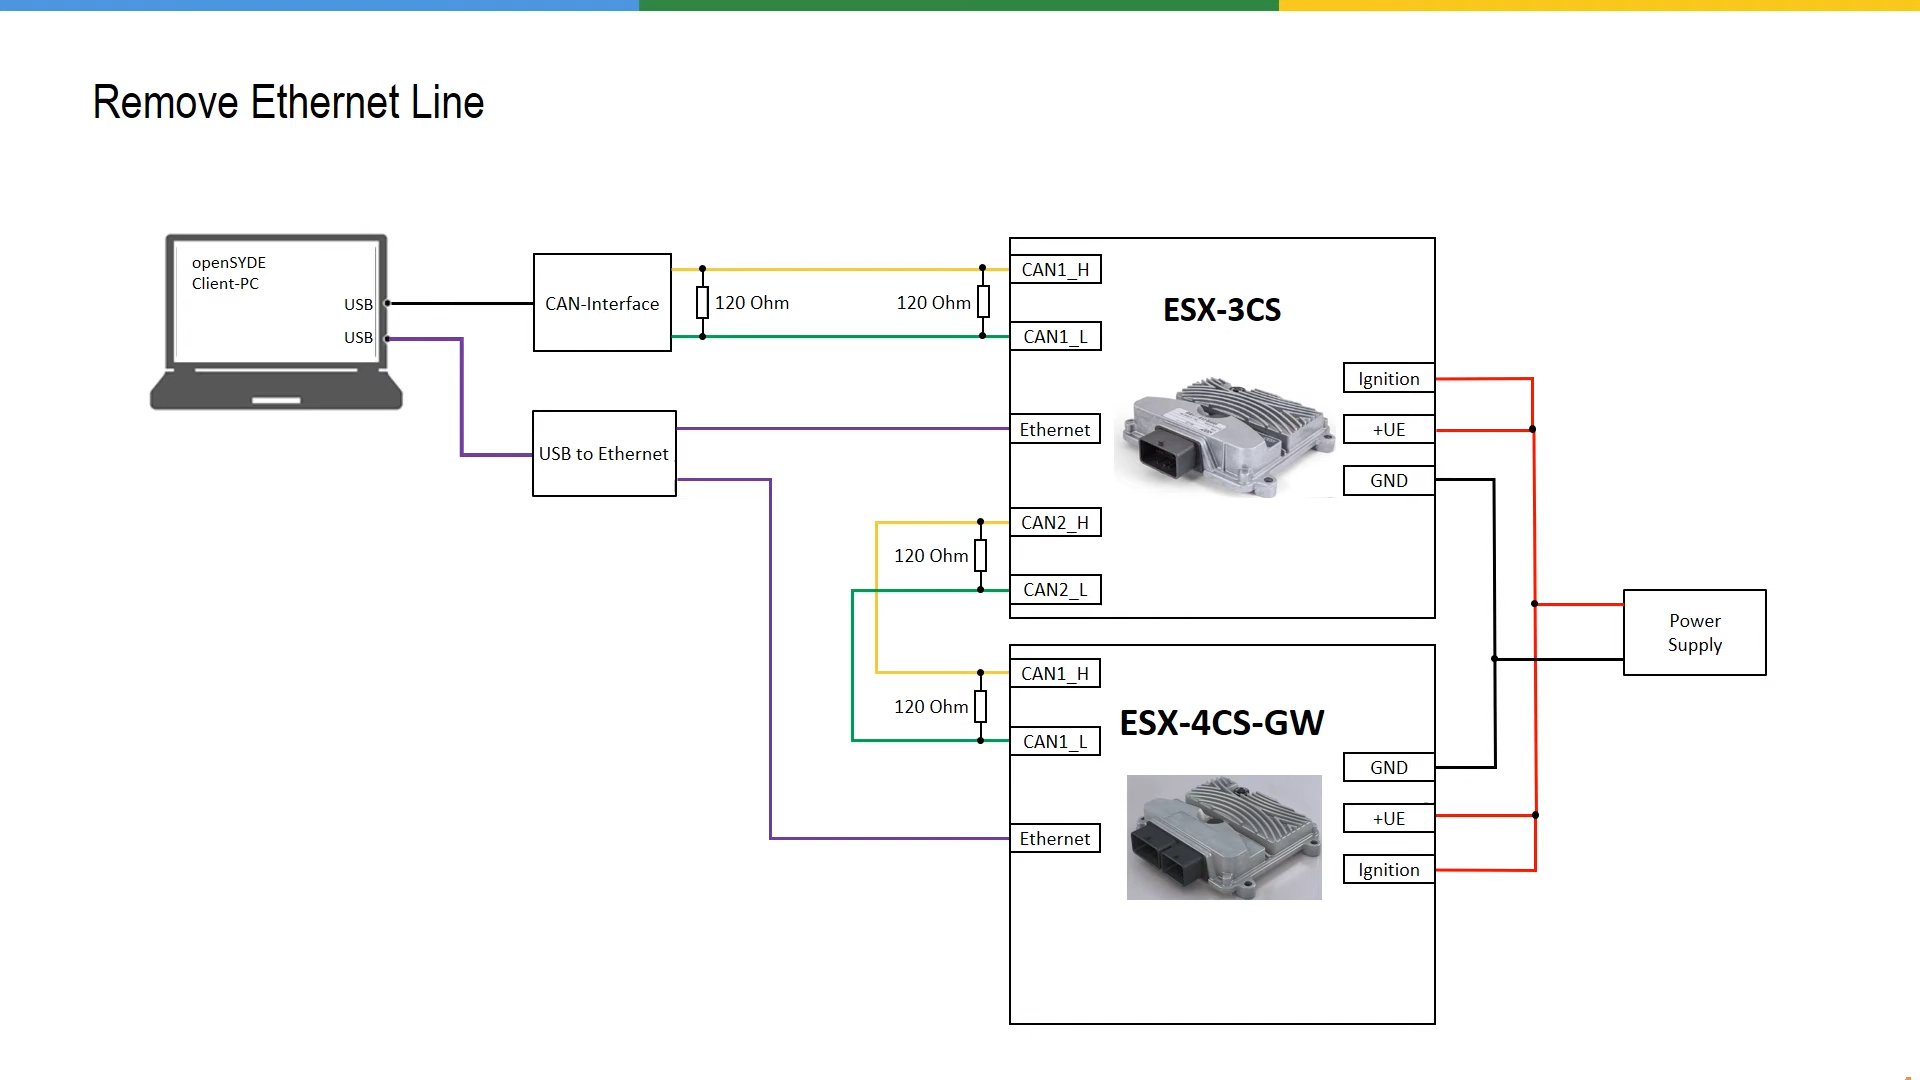 Remove Ethernet Line
openSYDE
Client-PC
USB
USB
CAN-Interface
120 Ohm
120 Ohm
USB to Ethernet
CAN1_H
CAN1_L
ESX-3CS
Ignition
Ethernet
+UE
GND
CAN2_H
120 Ohm
CAN2_L
Power
Supply
CAN1_H
120 Ohm
CAN1_L
ESX-4CS-GW
GND
+UE
Ethernet
Ignition